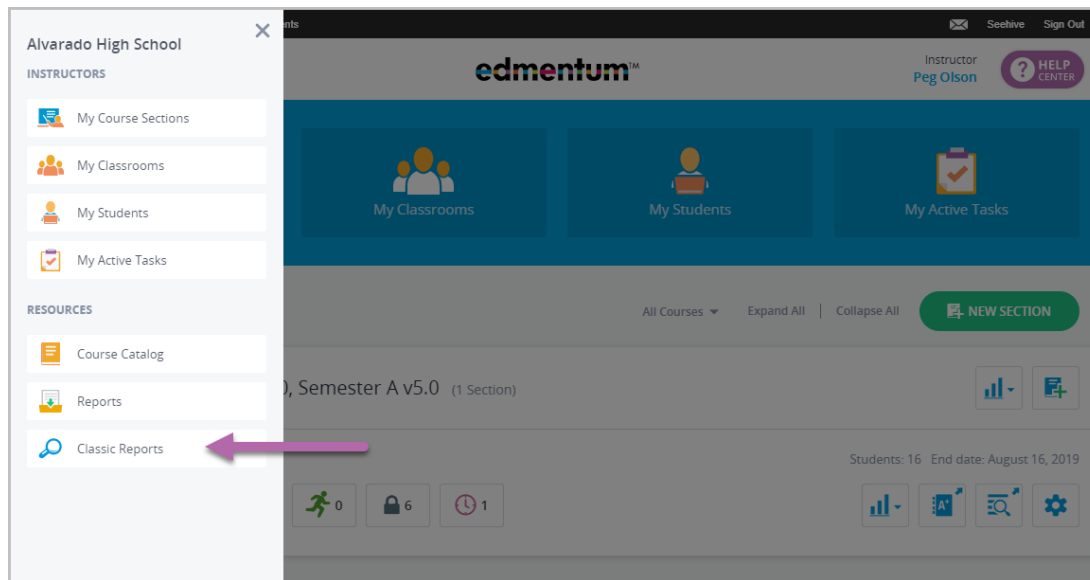 Alvarado High School
INSTRUCTORS
My Course Sections
My Classrooms
My Students
My Active Tasks
RESOURCES
Course Catalog
Reports
Classic Reports
Seehive Sign Out
edmentum™
Instructor
Peg Olson
? HELP
CENTER
My Classrooms
My Students
My Active Tasks
All Courses Expand All | Collapse All
NEW SECTION
, Semester A v5.0 (1 Section)
Students: 16 End date: August 16, 2019
0
6
1
A+